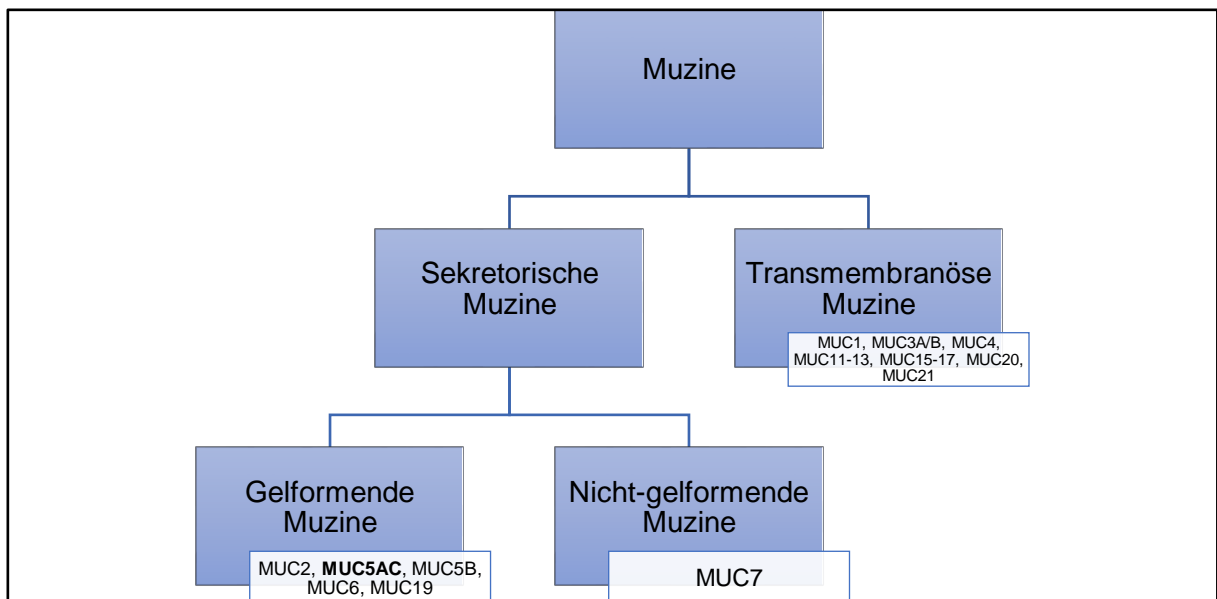 Muzine
Sekretorische
Muzine
Transmembranöse
Muzine
MUC1, MUC3A/B, MUC4,
MUC11-13, MUC15-17, MUC20,
MUC21
Gelformende
Muzine
MUC2, MUC5AC, MUC5B,
MUC6, MUC19
Nicht-gelformende
Muzine
MUC7